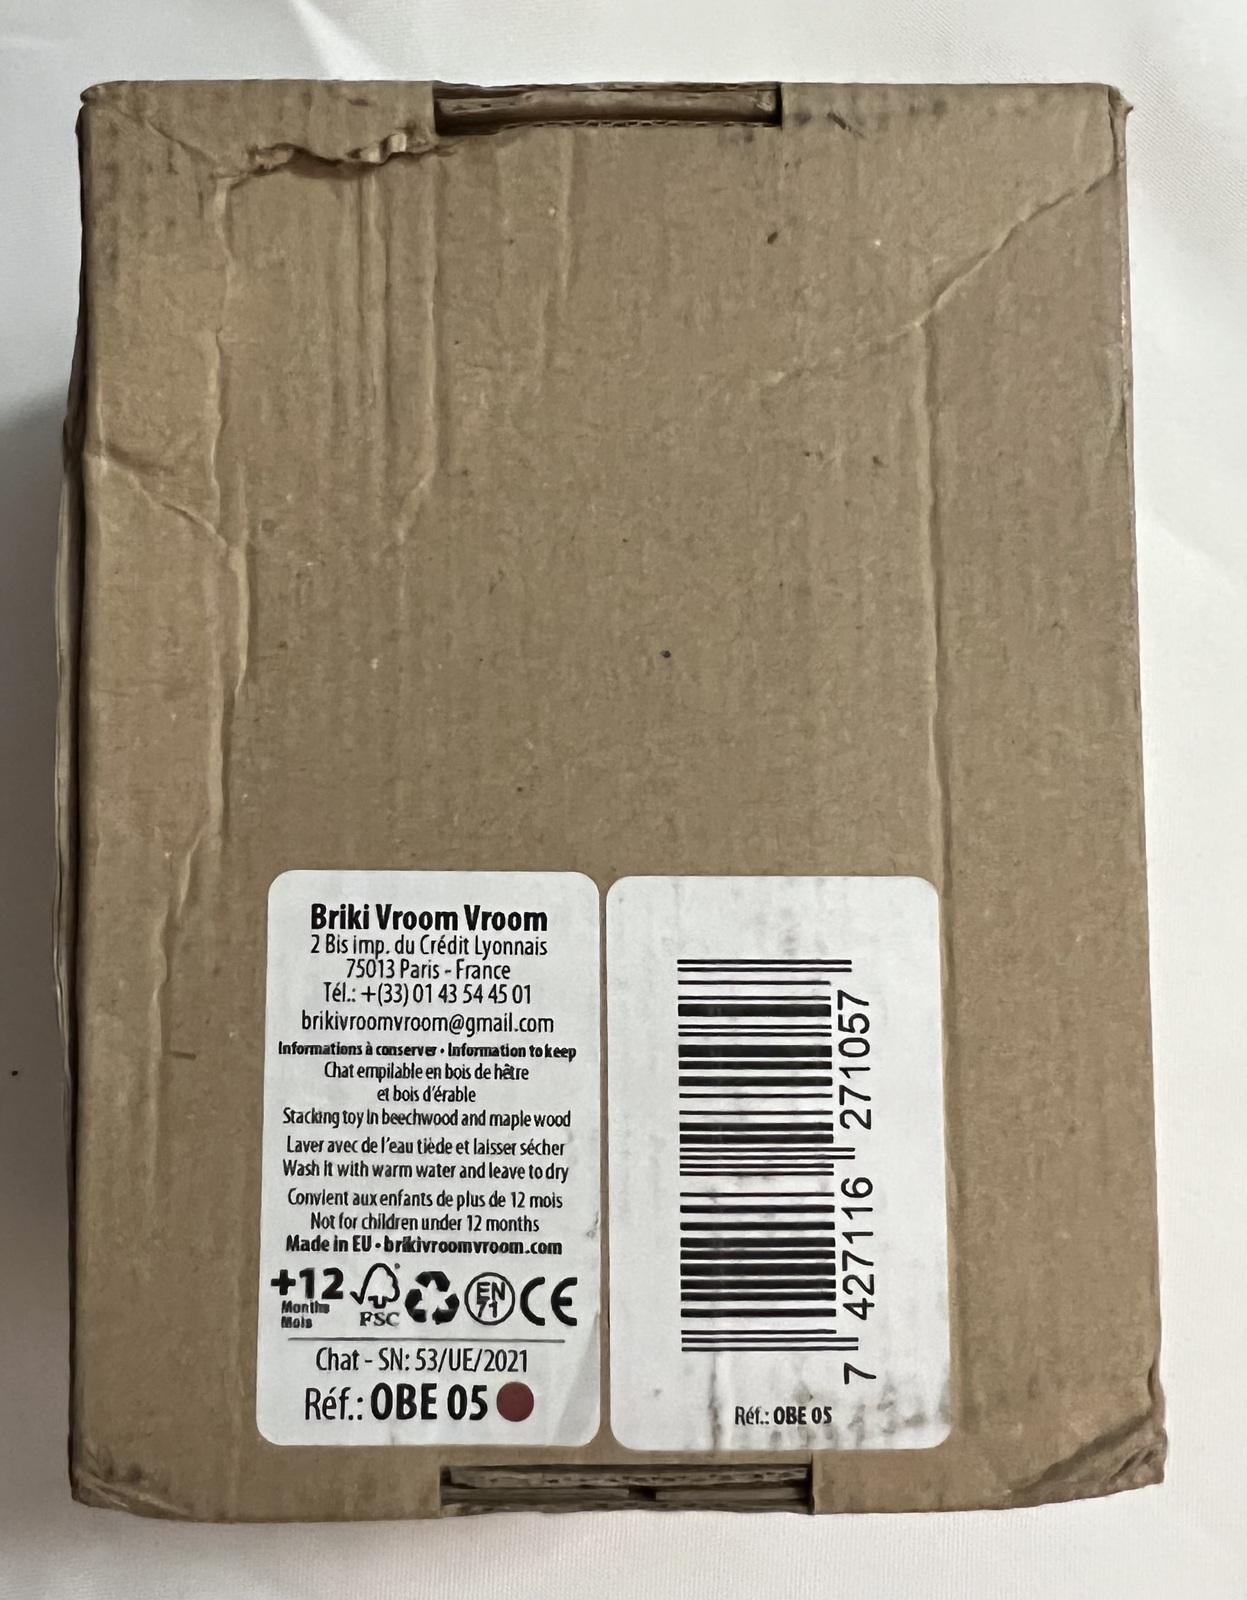 Briki Vroom Vroom
2 Bis imp. du Crédit Lyonnais
75013 Paris - France
Tél.: +(33) 01 43 54 45 01
brikivroomvroom@gmail.com
Informations à conserver • Information to keep
Chat empilable en bois de hêtre
et bois d'érable
Stacking toy in beechwood and maple wood
Laver avec de l'eau tiède et laisser sécher
Wash it with warm water and leave to dry
Convient aux enfants de plus de 12 mois
Not for children under 12 months
Made in EU • brikivroomvroom.com
+12
Months
Mois
FSC
EN
71
CE
Chat - SN: 53/UE/2021
Réf.: OBE 05
7 427116 271057
Réf.: OBE 05